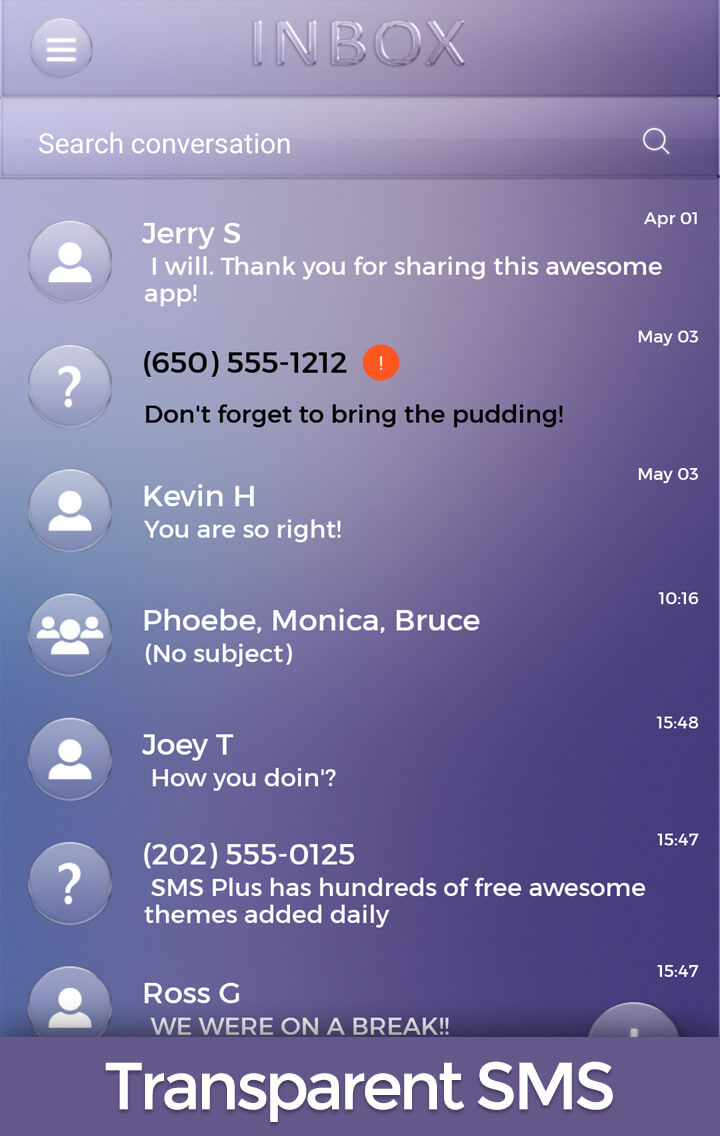 INBOX
Search conversation
Jerry S
Apr 01
I will. Thank you for sharing this awesome
app!
(650) 555-1212 !
May 03
Don't forget to bring the pudding!
Kevin H
May 03
You are so right!
Phoebe, Monica, Bruce
10:16
(No subject)
Joey T
15:48
How you doin'?
(202) 555-0125
15:47
SMS Plus has hundreds of free awesome
themes added daily
Ross G
15:47
WE WERE ON A BREAK!!
Transparent SMS